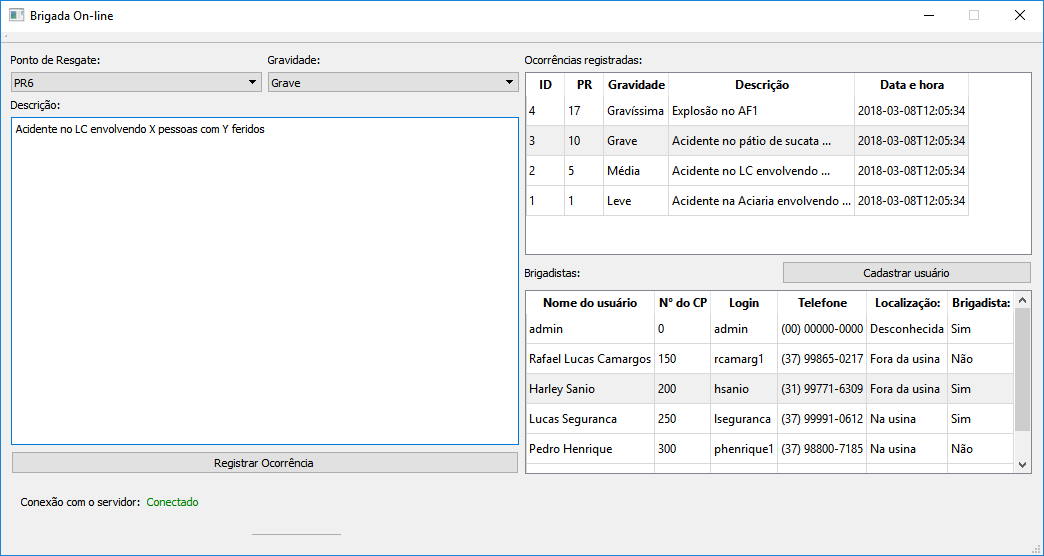 Brigada On-line
Ponto de Resgate:
Gravidade:
PR6
Grave
Descrição:
Acidente no LC envolvendo X pessoas com Y feridos
Registrar Ocorrência
Conexão com o servidor: Conectado
Ocorrências registradas:
ID PR Gravidade Descrição Data e hora
4 17 Gravíssima Explosão no AF1 2018-03-08T12:05:34
3 10 Grave Acidente no pátio de sucata ... 2018-03-08T12:05:34
2 5 Média Acidente no LC envolvendo ... 2018-03-08T12:05:34
1 1 Leve Acidente na Aciaria envolvendo ... 2018-03-08T12:05:34
Brigadistas:
Cadastrar usuário
Nome do usuário N° do CP Login Telefone Localização: Brigadista:
admin 0 admin (00) 00000-0000 Desconhecida Sim
Rafael Lucas Camargos 150 rcamarg1 (37) 99865-0217 Fora da usina Não
Harley Sanio 200 hsanio (31) 99771-6309 Fora da usina Sim
Lucas Seguranca 250 lseguranca (37) 99991-0612 Na usina Sim
Pedro Henrique 300 phenrique1 (37) 98800-7185 Na usina Não